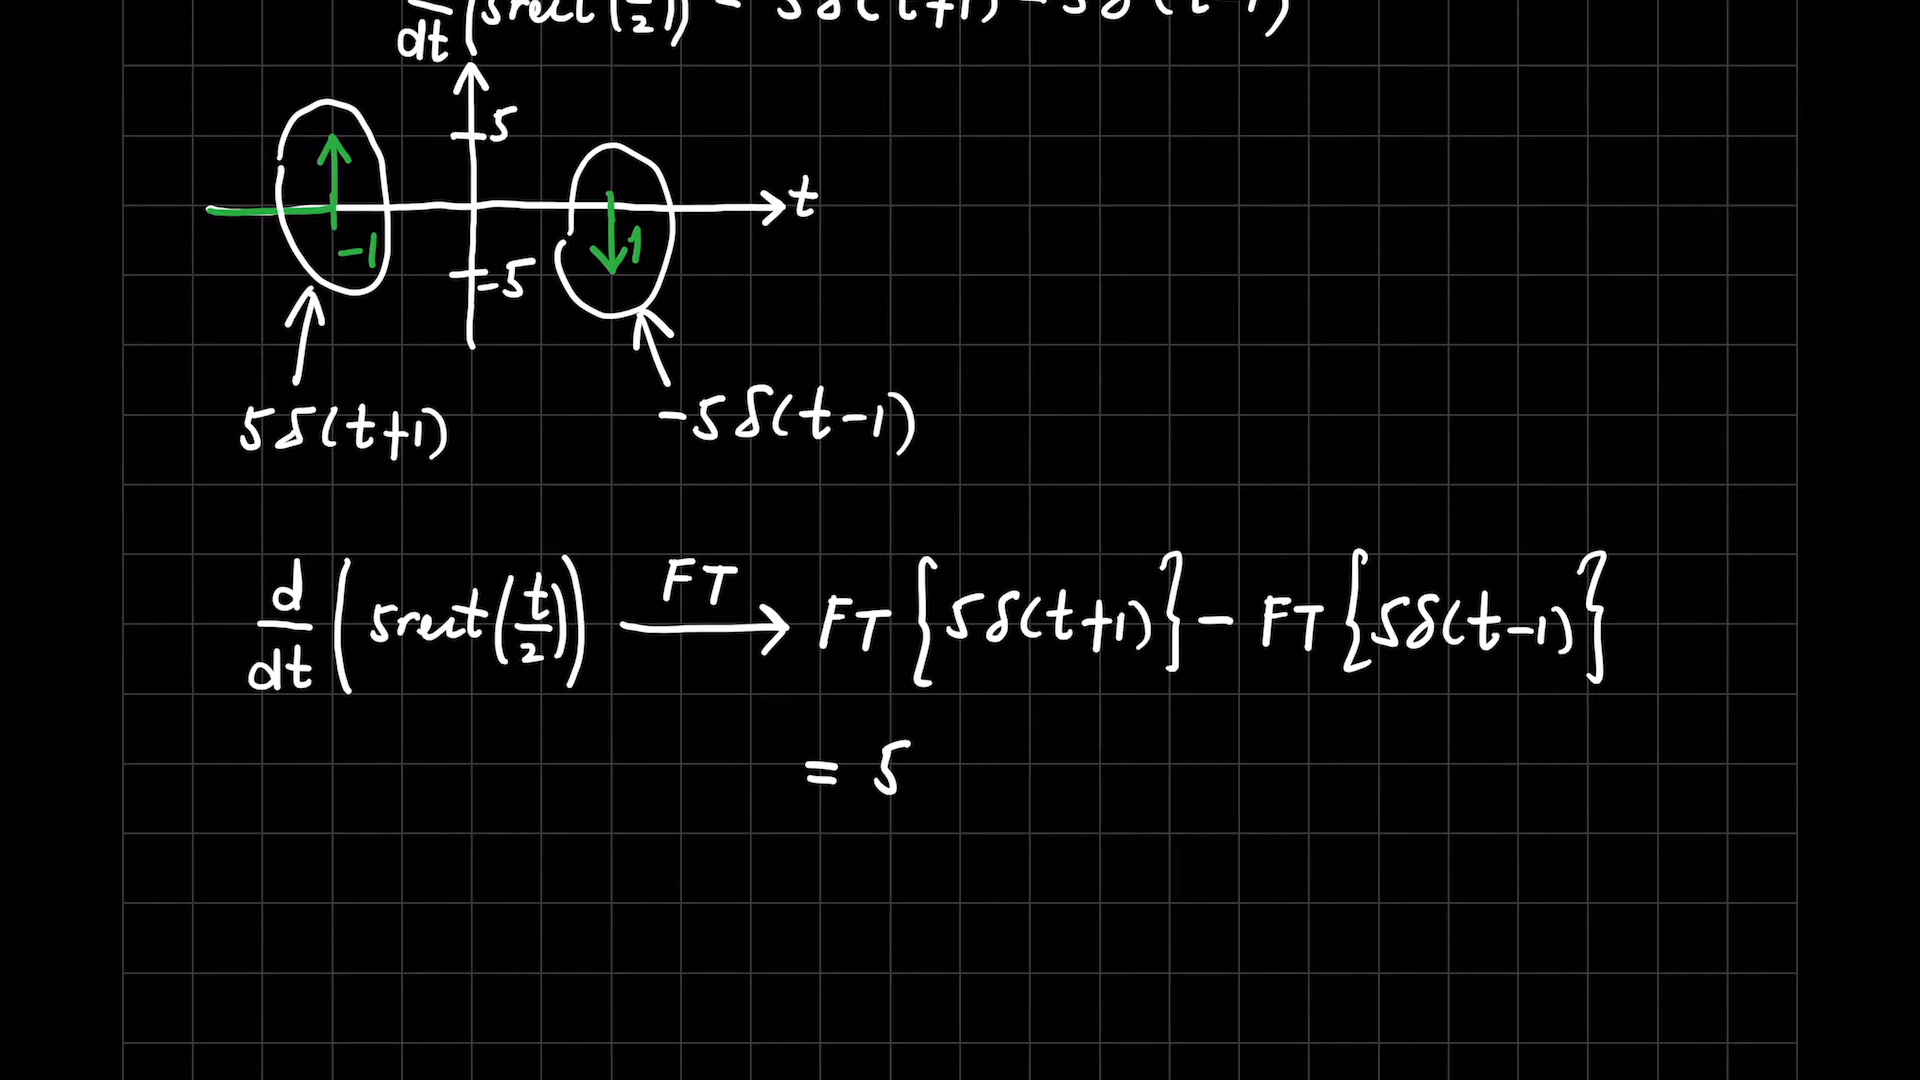 d/dt (5rect(t/2)) = 5δ(t+1) - 5δ(t-1)
5
t
-1
1
-5
5δ(t+1) -5δ(t-1)
d/dt (5rect(t/2)) FT → FT{5δ(t+1)} - FT{5δ(t-1)}
= 5